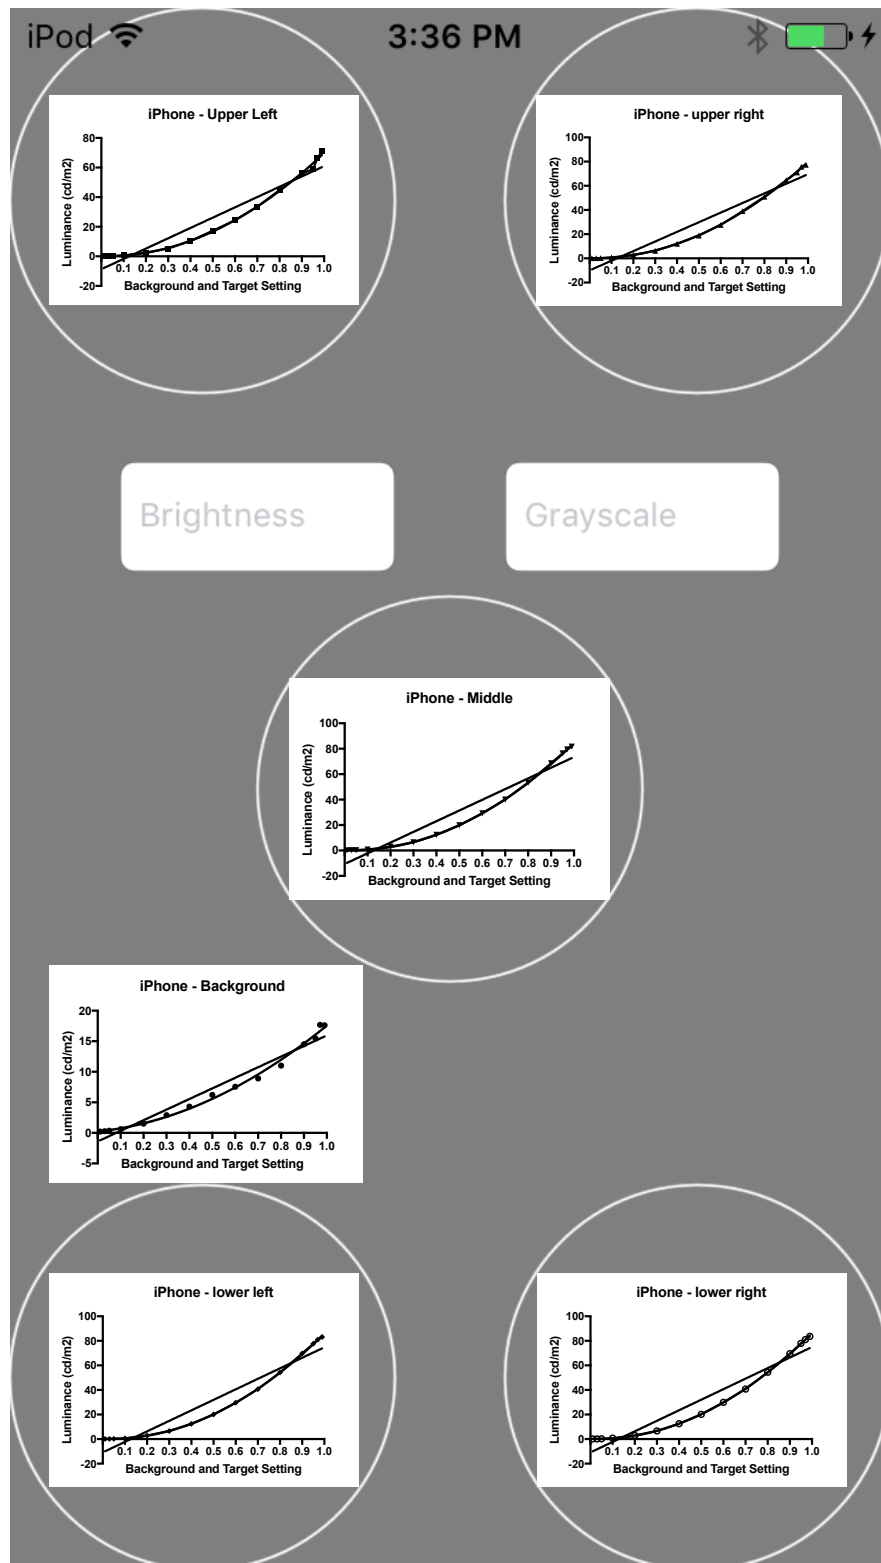 iPod 3:36 PM
iPhone - Upper Left
80
60
40
20
0
-20
0.1 0.2 0.3 0.4 0.5 0.6 0.7 0.8 0.9 1.0
Luminance (cd/m2)
Background and Target Setting
iPhone - upper right
100
80
60
40
20
0
-20
0.1 0.2 0.3 0.4 0.5 0.6 0.7 0.8 0.9 1.0
Luminance (cd/m2)
Background and Target Setting
Brightness
Grayscale
iPhone - Middle
100
80
60
40
20
0
-20
0.1 0.2 0.3 0.4 0.5 0.6 0.7 0.8 0.9 1.0
Luminance (cd/m2)
Background and Target Setting
iPhone - Background
20
15
10
5
0
-5
0.1 0.2 0.3 0.4 0.5 0.6 0.7 0.8 0.9 1.0
Luminance (cd/m2)
Background and Target Setting
iPhone - lower left
100
80
60
40
20
0
-20
0.1 0.2 0.3 0.4 0.5 0.6 0.7 0.8 0.9 1.0
Luminance (cd/m2)
Background and Target Setting
iPhone - lower right
100
80
60
40
20
0
-20
0.1 0.2 0.3 0.4 0.5 0.6 0.7 0.8 0.9 1.0
Luminance (cd/m2)
Background and Target Setting